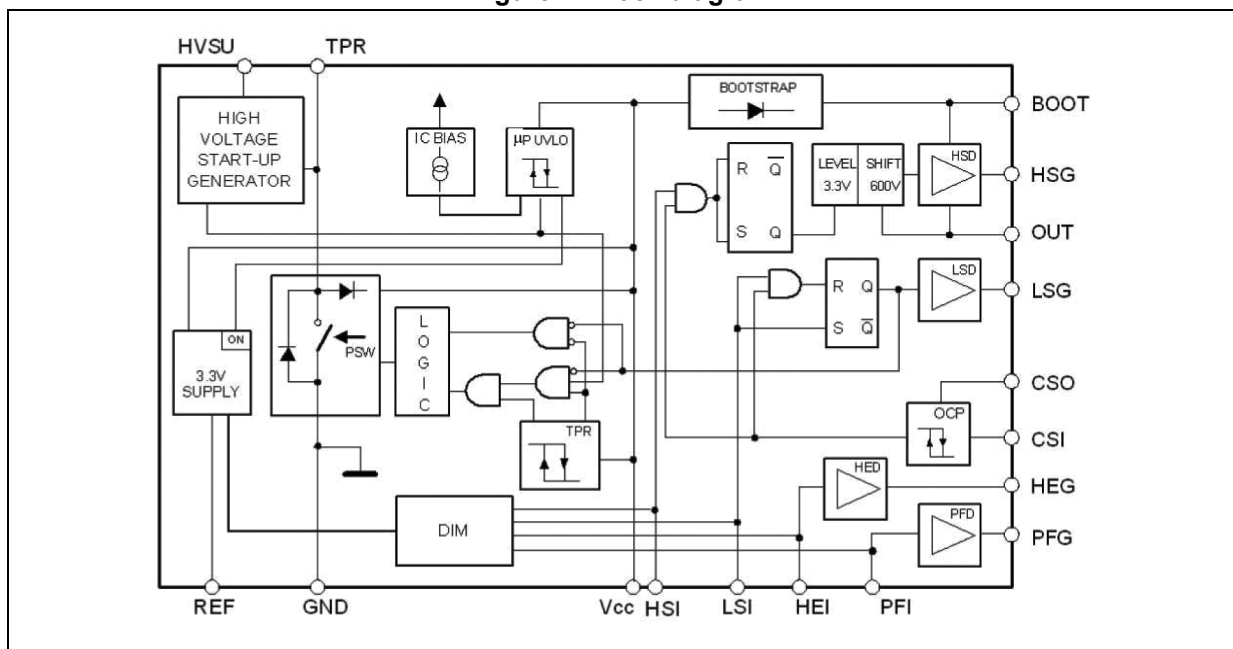 HVSU
TPR
HIGH
VOLTAGE
START-UP
GENERATOR
IC BIAS
µP UVLO
BOOTSTRAP
BOOT
R Q
S Q
LEVEL SHIFT
3.3V 600V
HSD
HSG
OUT
R Q
S Q
LSD
LSG
ON
3.3V
SUPPLY
PSW
LOGIC
TPR
CSO
OCP
CSI
HED
HEG
PFD
PFG
DIM
REF
GND
Vcc
HSI
LSI
HEI
PFI